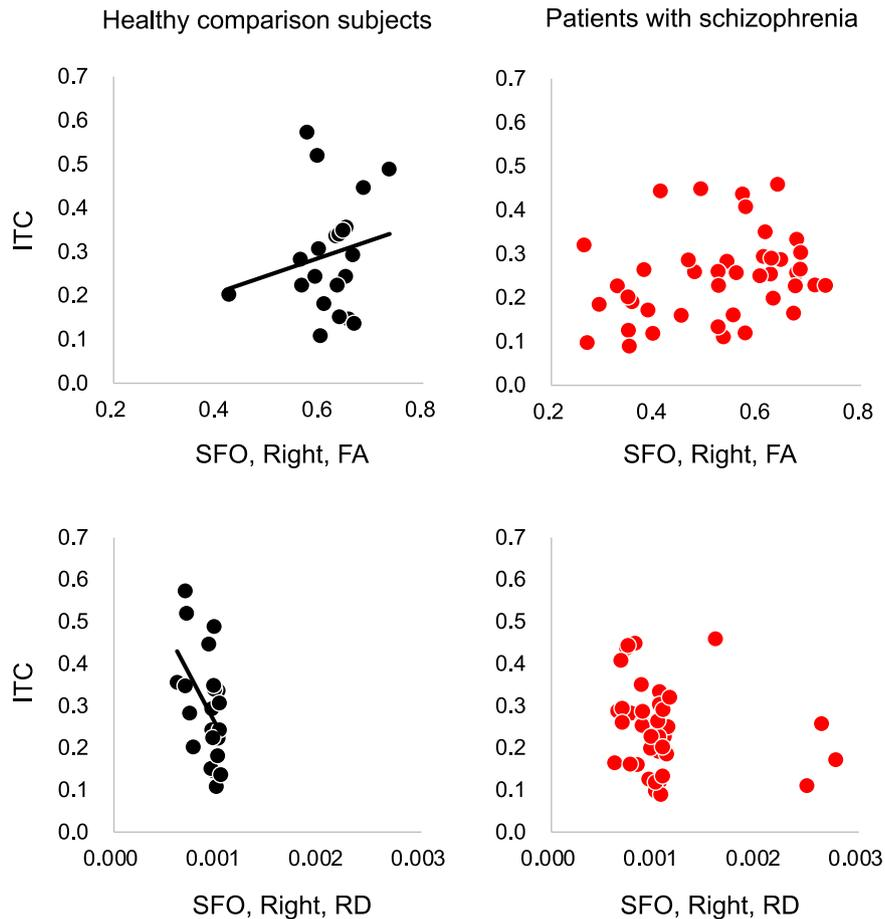 Healthy comparison subjects
Patients with schizophrenia
0.7
0.6
0.5
0.4
0.3
0.2
0.1
0.0
ITC
0.2 0.4 0.6 0.8
SFO, Right, FA
0.7
0.6
0.5
0.4
0.3
0.2
0.1
0.0
0.2 0.4 0.6 0.8
SFO, Right, FA
0.7
0.6
0.5
0.4
0.3
0.2
0.1
0.0
ITC
0.000 0.001 0.002 0.003
SFO, Right, RD
0.7
0.6
0.5
0.4
0.3
0.2
0.1
0.0
0.000 0.001 0.002 0.003
SFO, Right, RD